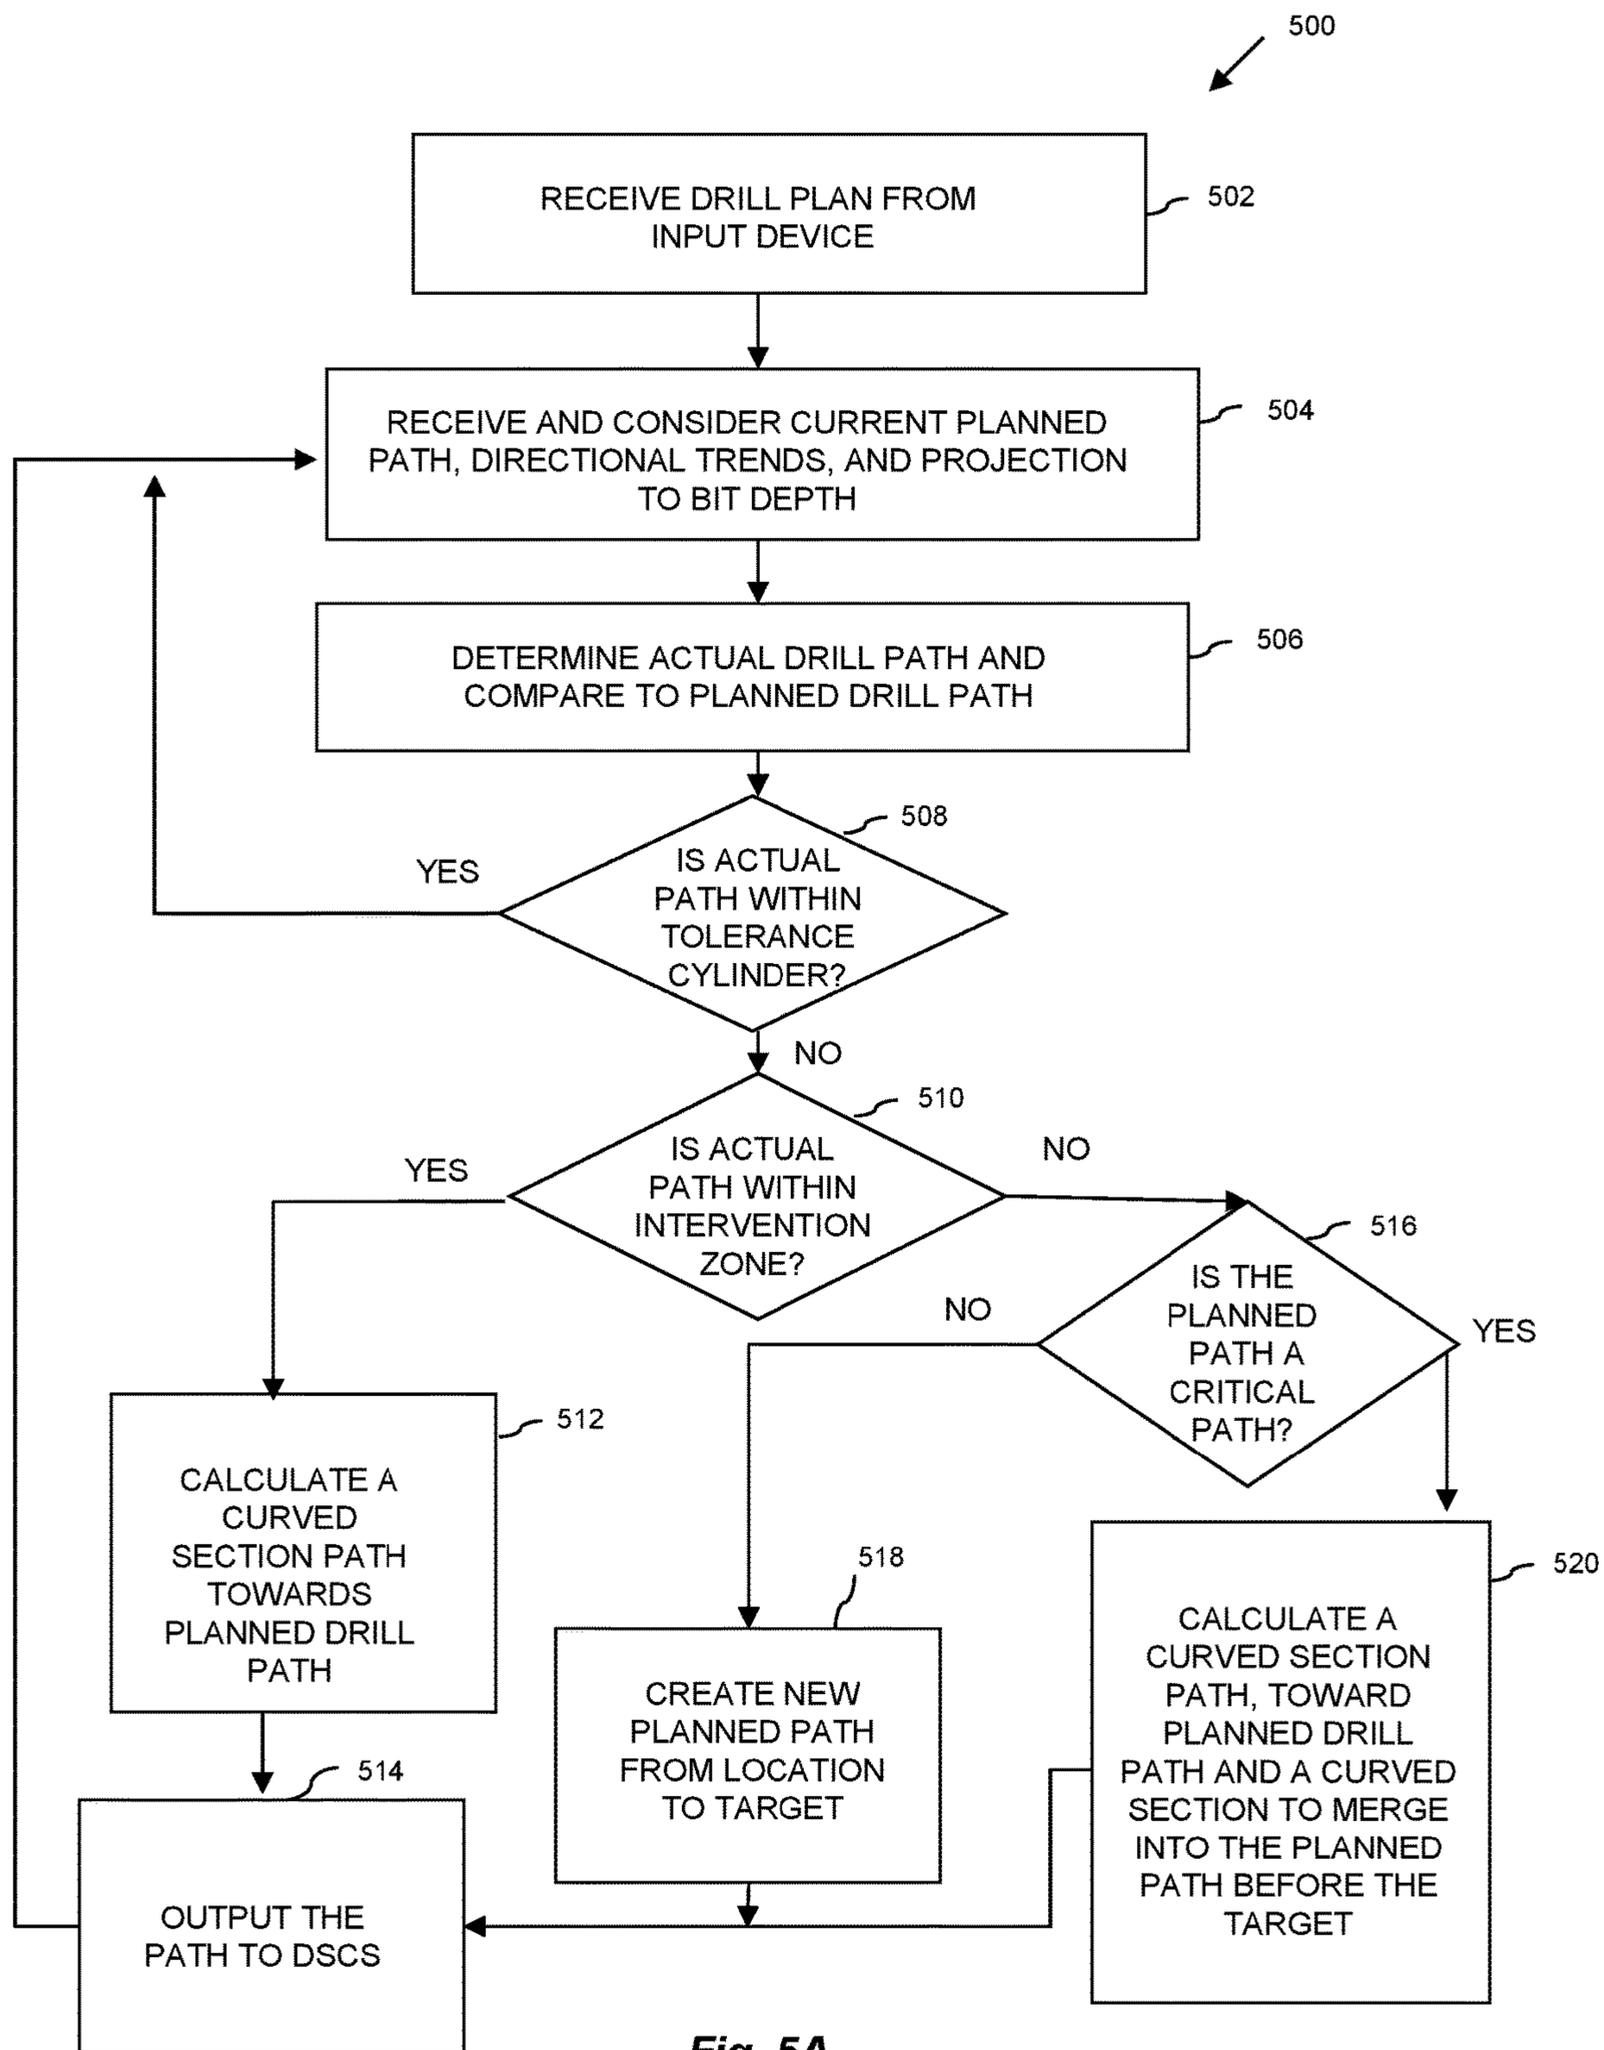 500
RECEIVE DRILL PLAN FROM
INPUT DEVICE
502
RECEIVE AND CONSIDER CURRENT PLANNED
PATH, DIRECTIONAL TRENDS, AND PROJECTION
TO BIT DEPTH
504
DETERMINE ACTUAL DRILL PATH AND
COMPARE TO PLANNED DRILL PATH
506
508
YES
IS ACTUAL
PATH WITHIN
TOLERANCE
CYLINDER?
NO
510
YES
IS ACTUAL
PATH WITHIN
INTERVENTION
ZONE?
NO
516
NO
IS THE
PLANNED
PATH A
CRITICAL
PATH?
YES
512
CALCULATE A
CURVED
SECTION PATH
TOWARDS
PLANNED DRILL
PATH
518
CREATE NEW
PLANNED PATH
FROM LOCATION
TO TARGET
520
CALCULATE A
CURVED SECTION
PATH, TOWARD
PLANNED DRILL
PATH AND A CURVED
SECTION TO MERGE
INTO THE PLANNED
PATH BEFORE THE
TARGET
514
OUTPUT THE
PATH TO DSCS
Fig. 5A